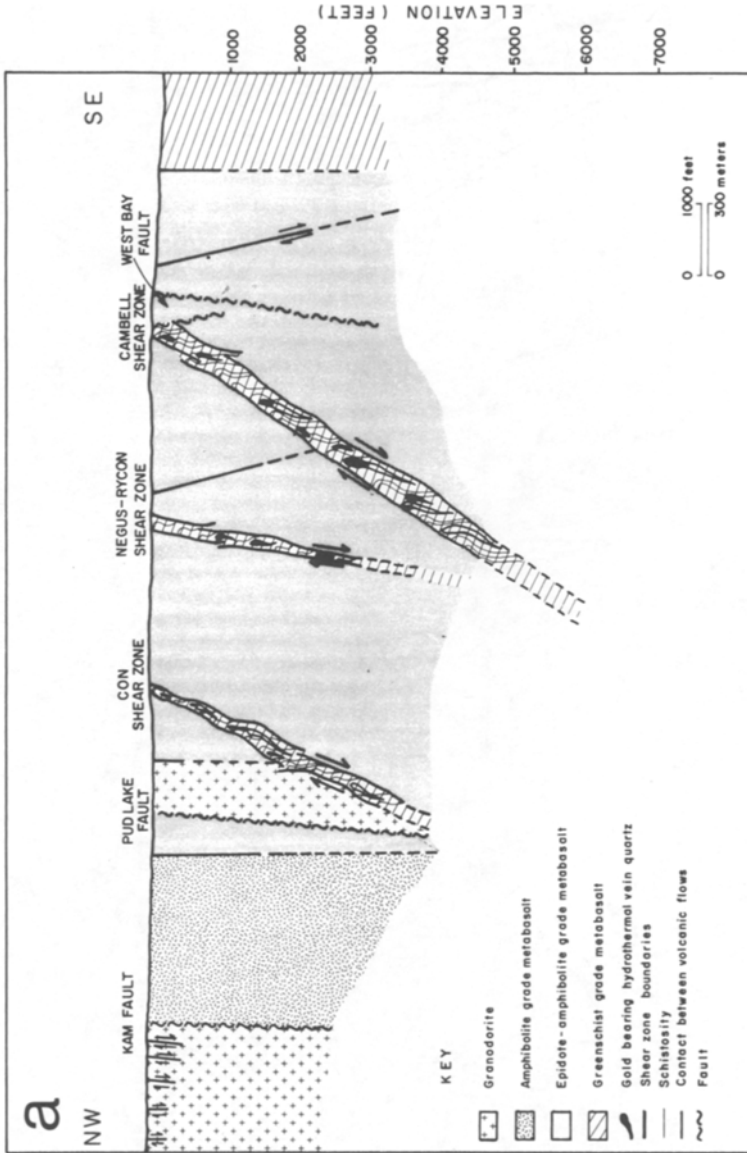 a
NW
SE
KAM FAULT
PUD LAKE
FAULT
CON
SHEAR ZONE
NEGUS-RYCON
SHEAR ZONE
CAMBELL
SHEAR ZONE
WEST BAY
FAULT
ELEVATION (FEET)
1000
2000
3000
4000
5000
6000
7000
KEY
Granodorite
Amphibolite grade metabasalt
Epidate-amphibolite grade metabasalt
Greenschist grade metabasalt
Gold bearing hydrothermal vein quartz
Shear zone boundaries
Schistosity
Contact between volcanic flows
Fault
0 1000 feet
0 300 meters